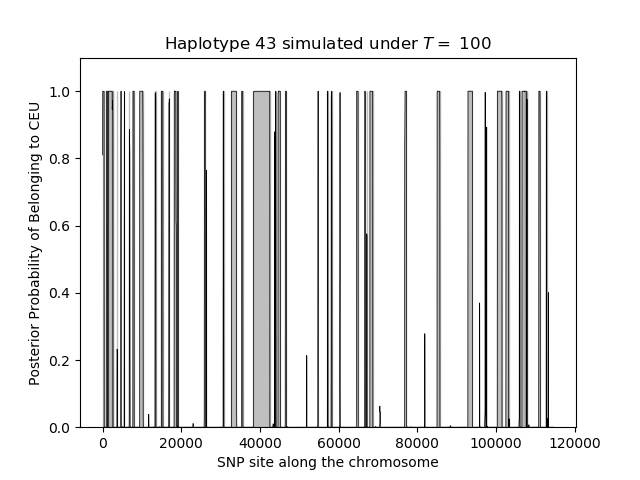 Haplotype 43 simulated under T = 100
Posterior Probability of Belonging to CEU
1.0
0.8
0.6
0.4
0.2
0.0
0 20000 40000 60000 80000 100000 120000
SNP site along the chromosome